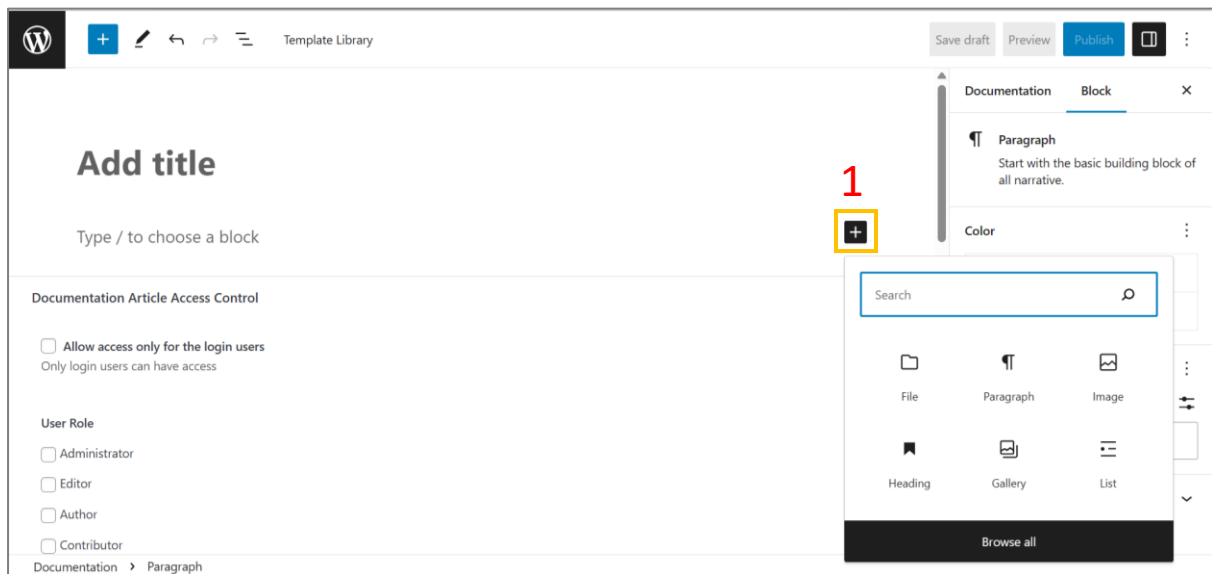 Template Library
Save draft
Preview
Publish
Documentation
Block
Paragraph
Start with the basic building block of
all narrative.
Add title
1
Type / to choose a block
Color
Documentation Article Access Control
Search
Allow access only for the login users
Only login users can have access
File
Paragraph
Image
User Role
Administrator
Editor
Heading
Gallery
List
Author
Contributor
Browse all
Documentation > Paragraph